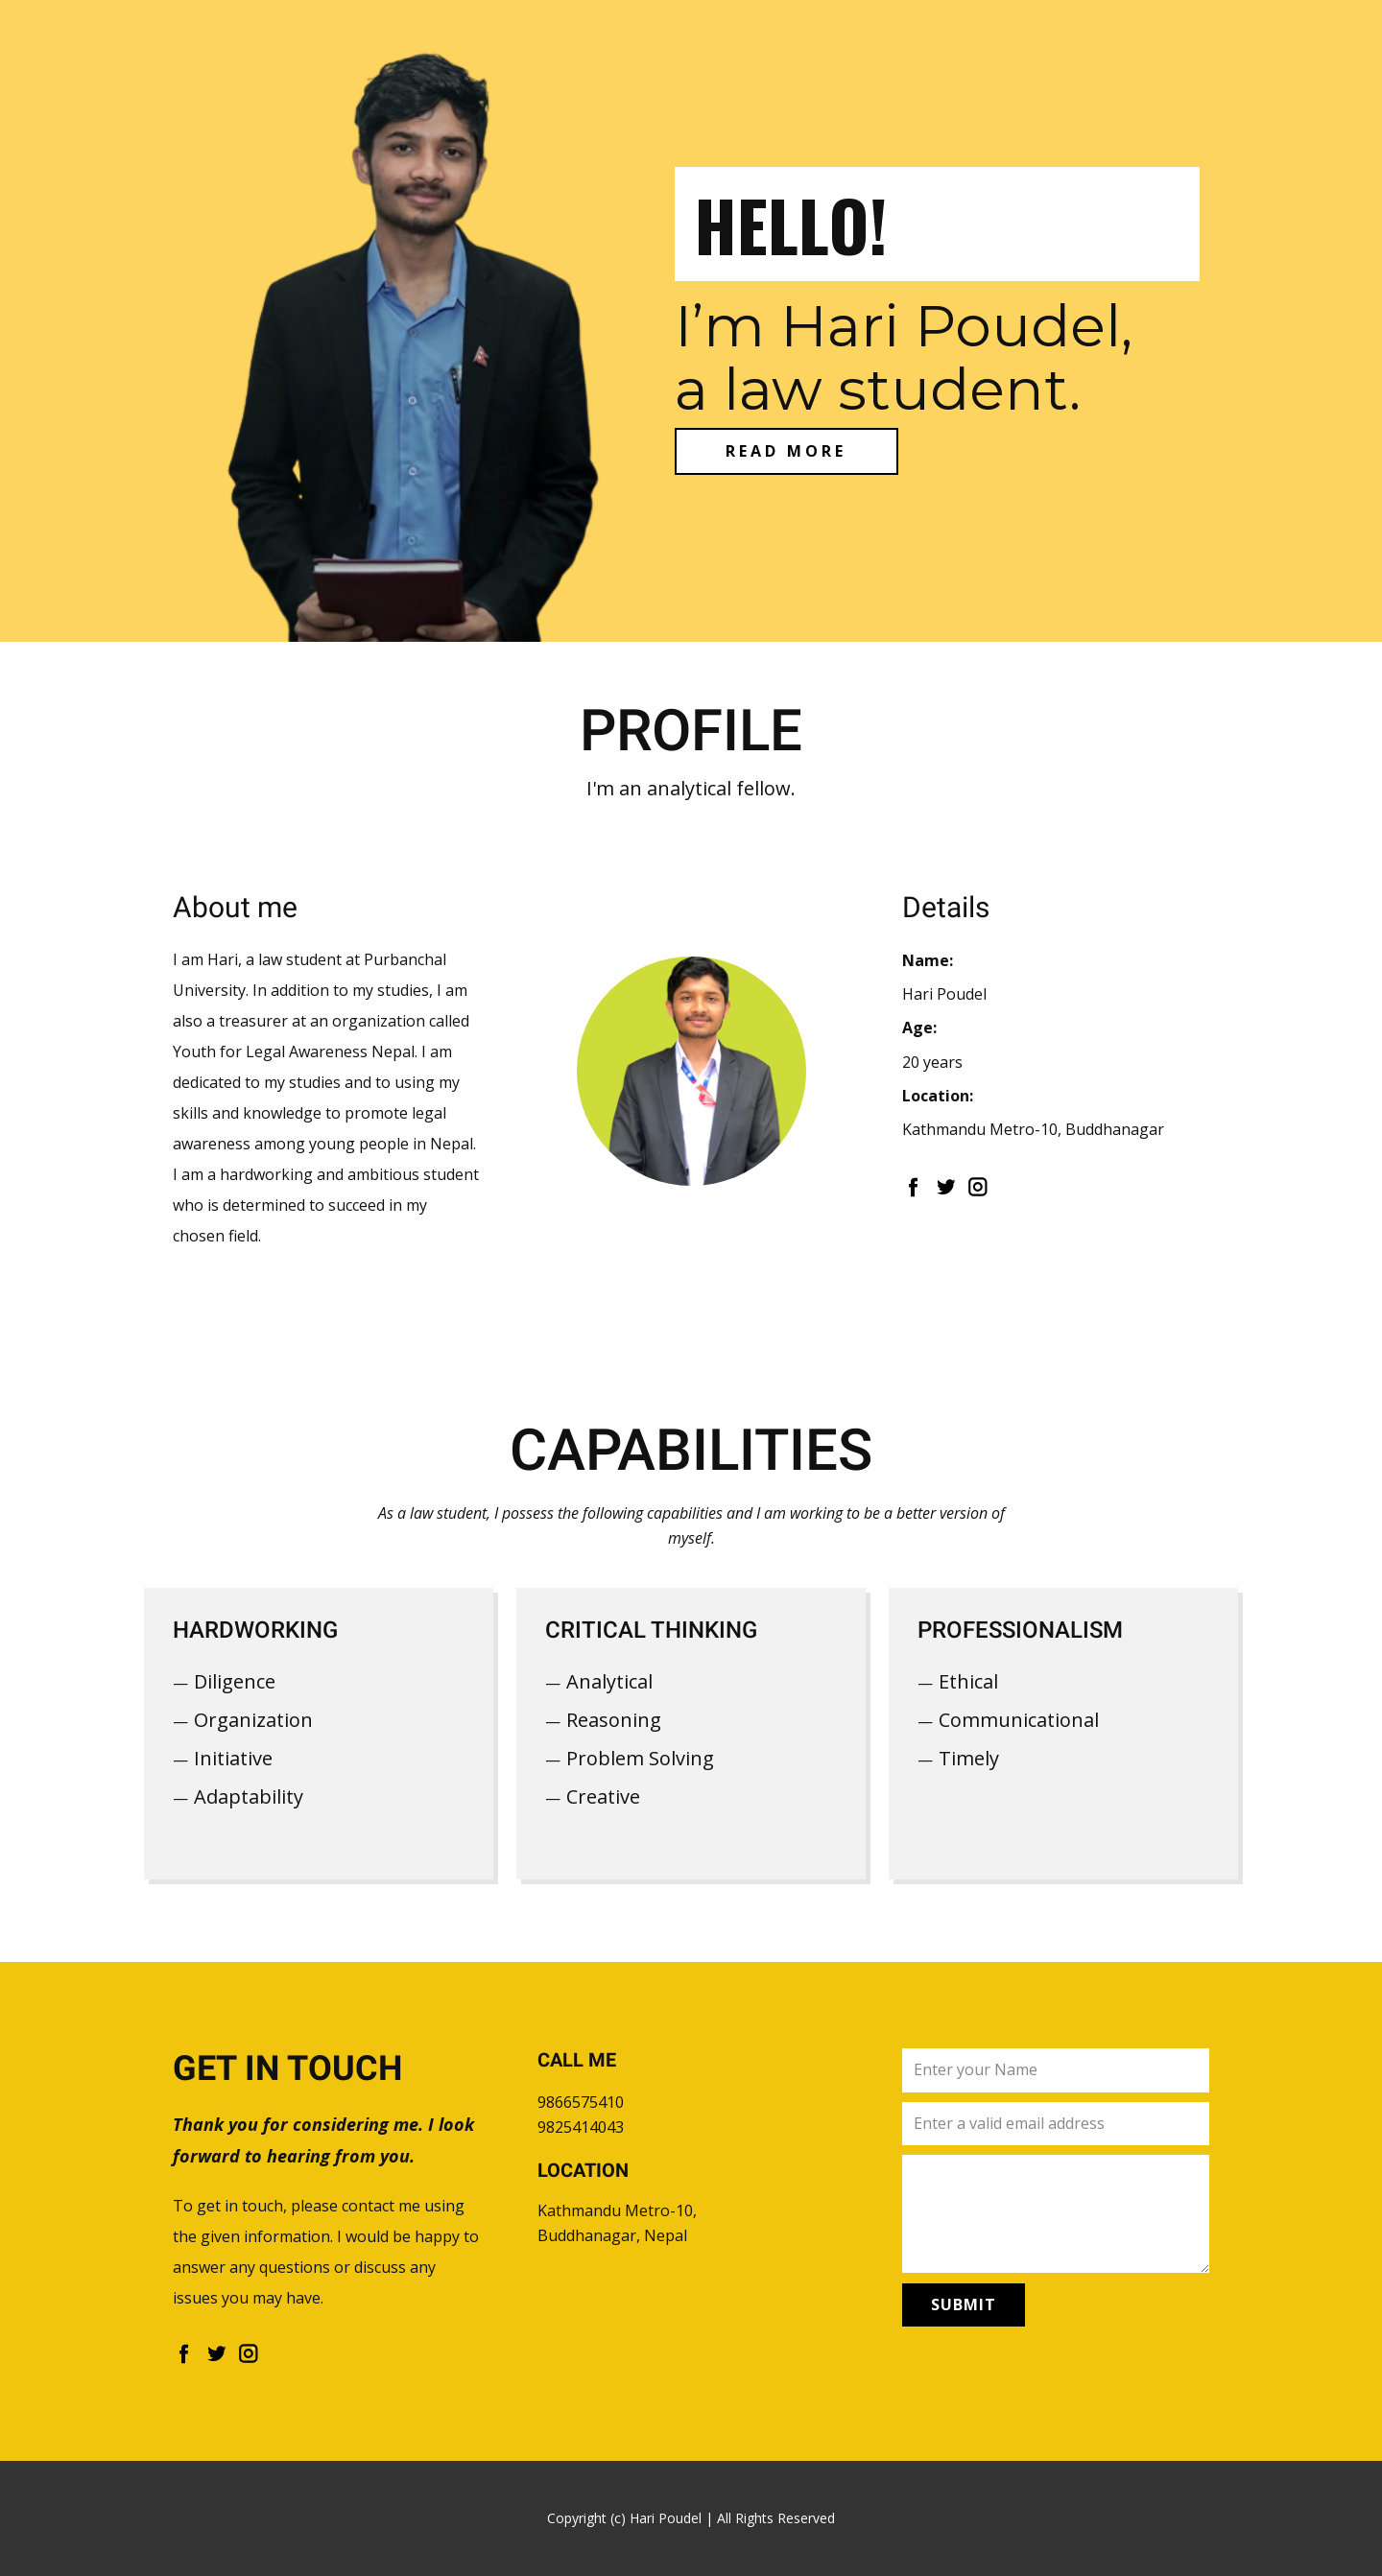 HELLO!
I’m Hari Poudel,
a law student.
READ MORE
PROFILE
I'm an analytical fellow.
About me
I am Hari, a law student at Purbanchal
University. In addition to my studies, I am
also a treasurer at an organization called
Youth for Legal Awareness Nepal. I am
dedicated to my studies and to using my
skills and knowledge to promote legal
awareness among young people in Nepal.
I am a hardworking and ambitious student
who is determined to succeed in my
chosen field.
Details
Name:
Hari Poudel
Age:
20 years
Location:
Kathmandu Metro-10, Buddhanagar
CAPABILITIES
As a law student, I possess the following capabilities and I am working to be a better version of
myself.
HARDWORKING
— Diligence
— Organization
— Initiative
— Adaptability
CRITICAL THINKING
— Analytical
— Reasoning
— Problem Solving
— Creative
PROFESSIONALISM
— Ethical
— Communicational
— Timely
GET IN TOUCH
Thank you for considering me. I look
forward to hearing from you.
To get in touch, please contact me using
the given information. I would be happy to
answer any questions or discuss any
issues you may have.
CALL ME
9866575410
9825414043
LOCATION
Kathmandu Metro-10,
Buddhanagar, Nepal
Enter your Name
Enter a valid email address
SUBMIT
Copyright (c) Hari Poudel | All Rights Reserved